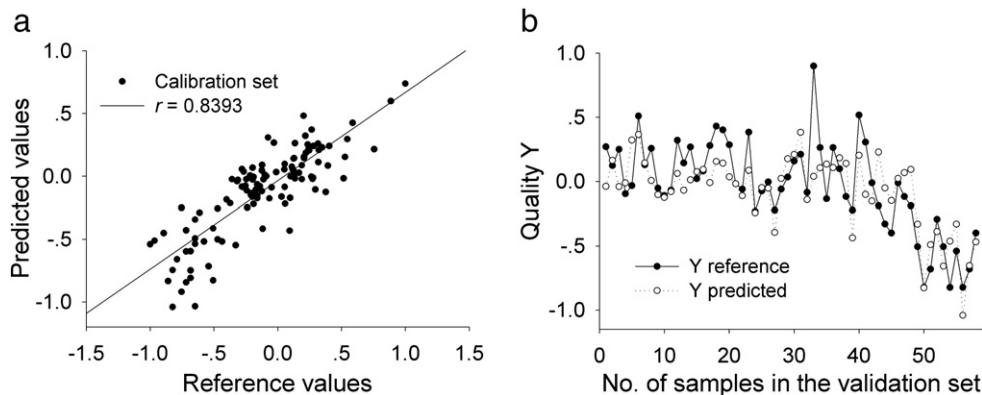 a
b
1.0
.5
0.0
-.5
-1.0
Predicted values
Calibration set
r = 0.8393
-1.5
-1.0
-.5
0.0
.5
1.0
1.5
Reference values
1.0
.5
0.0
-.5
-1.0
Quality Y
Y reference
Y predicted
0
10
20
30
40
50
No. of samples in the validation set